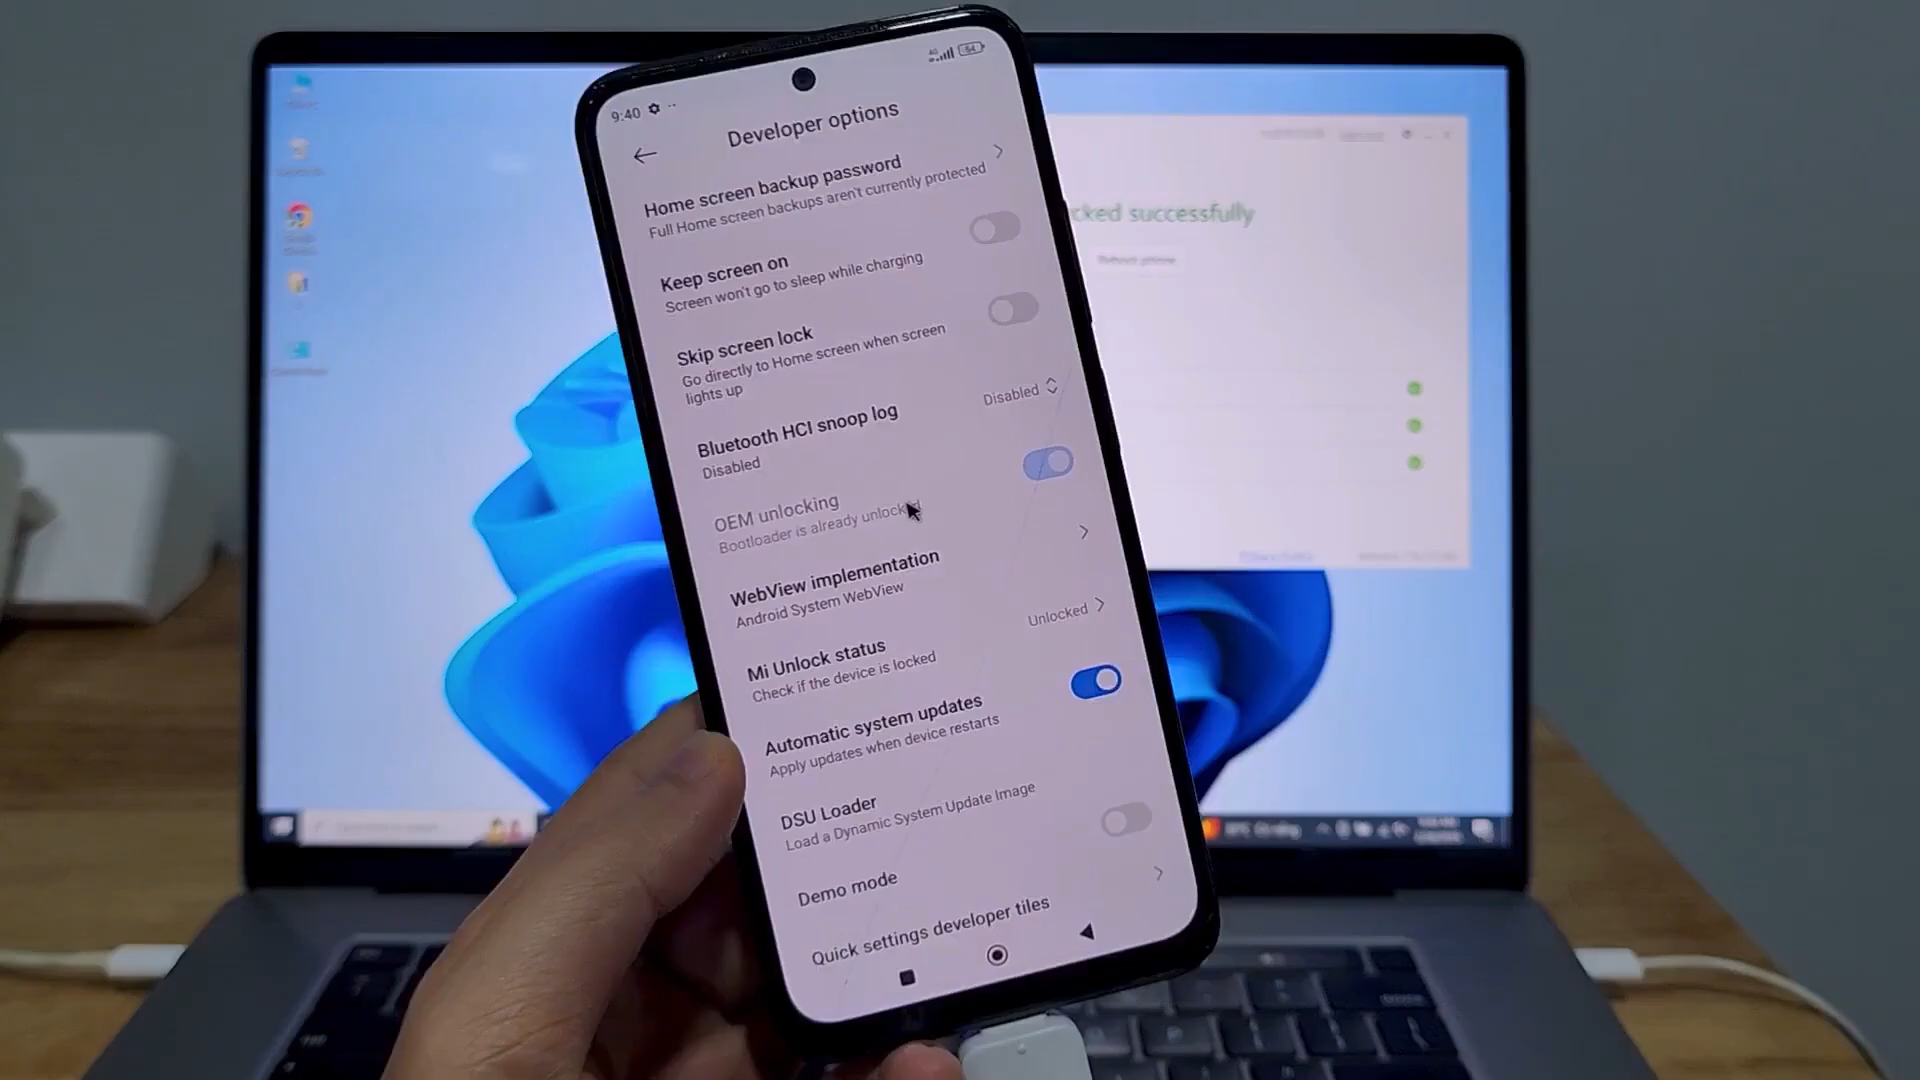 9:40
4G
54
Developer options
Home screen backup password
Full Home screen backups aren't currently protected
Keep screen on
Screen won't go to sleep while charging
Skip screen lock
Go directly to Home screen when screen
lights up
Bluetooth HCI snoop log
Disabled
Disabled
OEM unlocking
Bootloader is already
WebView implementation
Android System WebView
Mi Unlock status
Check if the device is locked
Unlocked
Automatic system updates
Apply updates when device restarts
DSU Loader
Load a Dynamic System Update Image
Demo mode
Quick settings developer tiles
successfully
Reboot phone